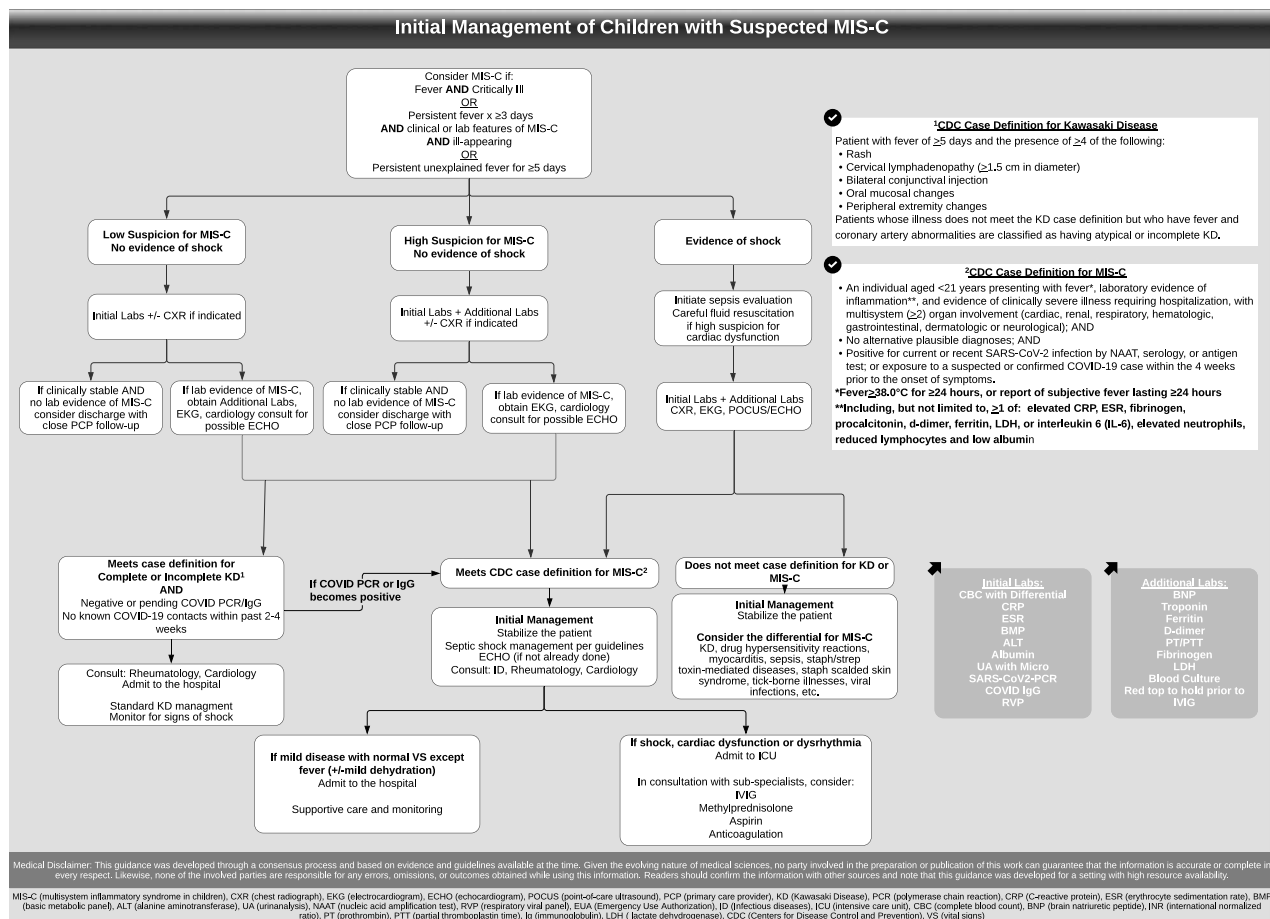 Initial Management of Children with Suspected MIS-C
Consider MIS-C if:
Fever AND Critically Ill
OR
Persistent fever x ≥3 days
AND clinical or lab features of MIS-C
AND ill-appearing
OR
Persistent unexplained fever for ≥5 days
Low Suspicion for MIS-C
No evidence of shock
High Suspicion for MIS-C
No evidence of shock
Evidence of shock
Initial Labs +/- CXR if indicated
Initial Labs + Additional Labs
+/- CXR if indicated
Initiate sepsis evaluation
Careful fluid resuscitation
if high suspicion for
cardiac dysfunction
If clinically stable AND
no lab evidence of MIS-C
consider discharge with
close PCP follow-up
If lab evidence of MIS-C,
obtain Additional Labs,
EKG, cardiology consult for
possible ECHO
If clinically stable AND
no lab evidence of MIS-C
consider discharge with
close PCP follow-up
If lab evidence of MIS-C,
obtain EKG, cardiology
consult for possible ECHO
Initial Labs + Additional Labs
CXR, EKG, POCUS/ECHO
1CDC Case Definition for Kawasaki Disease
Patient with fever of ≥5 days and the presence of ≥4 of the following:
• Rash
• Cervical lymphadenopathy (≥1.5 cm in diameter)
• Bilateral conjunctival injection
• Oral mucosal changes
• Peripheral extremity changes
Patients whose illness does not meet the KD case definition but who have fever and
coronary artery abnormalities are classified as having atypical or incomplete KD.
2CDC Case Definition for MIS-C
• An individual aged <21 years presenting with fever*, laboratory evidence of
inflammation**, and evidence of clinically severe illness requiring hospitalization, with
multisystem (≥2) organ involvement (cardiac, renal, respiratory, hematologic,
gastrointestinal, dermatologic or neurological); AND
• No alternative plausible diagnoses; AND
• Positive for current or recent SARS-CoV-2 infection by NAAT, serology, or antigen
test; or exposure to a suspected or confirmed COVID-19 case within the 4 weeks
prior to the onset of symptoms.
*Fever≥38.0°C for ≥24 hours, or report of subjective fever lasting ≥24 hours
**Including, but not limited to, ≥1 of: elevated CRP, ESR, fibrinogen,
procalcitonin, d-dimer, ferritin, LDH, or interleukin 6 (IL-6), elevated neutrophils,
reduced lymphocytes and low albumin
Meets case definition for
Complete or Incomplete KD1
AND
Negative or pending COVID PCR/IgG
No known COVID-19 contacts within past 2-4
weeks
If COVID PCR or IgG
becomes positive
Meets CDC case definition for MIS-C2
Does not meet case definition for KD or
MIS-C
Consult: Rheumatology, Cardiology
Admit to the hospital
Standard KD managment
Monitor for signs of shock
Initial Management
Stabilize the patient
Septic shock management per guidelines
ECHO (if not already done)
Consult: ID, Rheumatology, Cardiology
Initial Management
Stabilize the patient
Consider the differential for MIS-C
KD, drug hypersensitivity reactions,
myocarditis, sepsis, staph/strep
toxin-mediated diseases, staph scalded skin
syndrome, tick-borne illnesses, viral
infections, etc.
Initial Labs:
CBC with Differential
CRP
ESR
BMP
ALT
Albumin
UA with Micro
SARS-CoV2-PCR
COVID IgG
RVP
Additional Labs:
BNP
Troponin
Ferritin
D-dimer
PT/PTT
Fibrinogen
LDH
Blood Culture
Red top to hold prior to
IVIG
If mild disease with normal VS except
fever (+/-mild dehydration)
Admit to the hospital
Supportive care and monitoring
If shock, cardiac dysfunction or dysrhythmia
Admit to ICU
In consultation with sub-specialists, consider:
IVIG
Methylprednisolone
Aspirin
Anticoagulation
Medical Disclaimer: This guidance was developed through a consensus process and based on evidence and guidelines available at the time. Given the evolving nature of medical sciences, no party involved in the preparation or publication of this work can guarantee that the information is accurate or complete in
every respect. Likewise, none of the involved parties are responsible for any errors, omissions, or outcomes obtained while using this information. Readers should confirm the information with other sources and note that this guidance was developed for a setting with high resource availability.
MIS-C (multisystem inflammatory syndrome in children), CXR (chest radiograph), EKG (electrocardiogram), ECHO (echocardiogram), POCUS (point-of-care ultrasound), PCP (primary care provider), KD (Kawasaki Disease), PCR (polymerase chain reaction), CRP (C-reactive protein), ESR (erythrocyte sedimentation rate), BMP
(basic metabolic panel), ALT (alanine aminotransferase), UA (urinanalysis), NAAT (nucleic acid amplification test), RVP (respiratory viral panel), EUA (Emergency Use Authorization), ID (Infectious diseases), ICU (intensive care unit), CBC (complete blood count), BNP (brain natriuretic peptide), INR (international normalized
ratio), PT (prothrombin), PTT (partial thromboplastin time), Ig (immunoglobulin), LDH ( lactate dehydrogenase), CDC (Centers for Disease Control and Prevention), VS (vital signs)